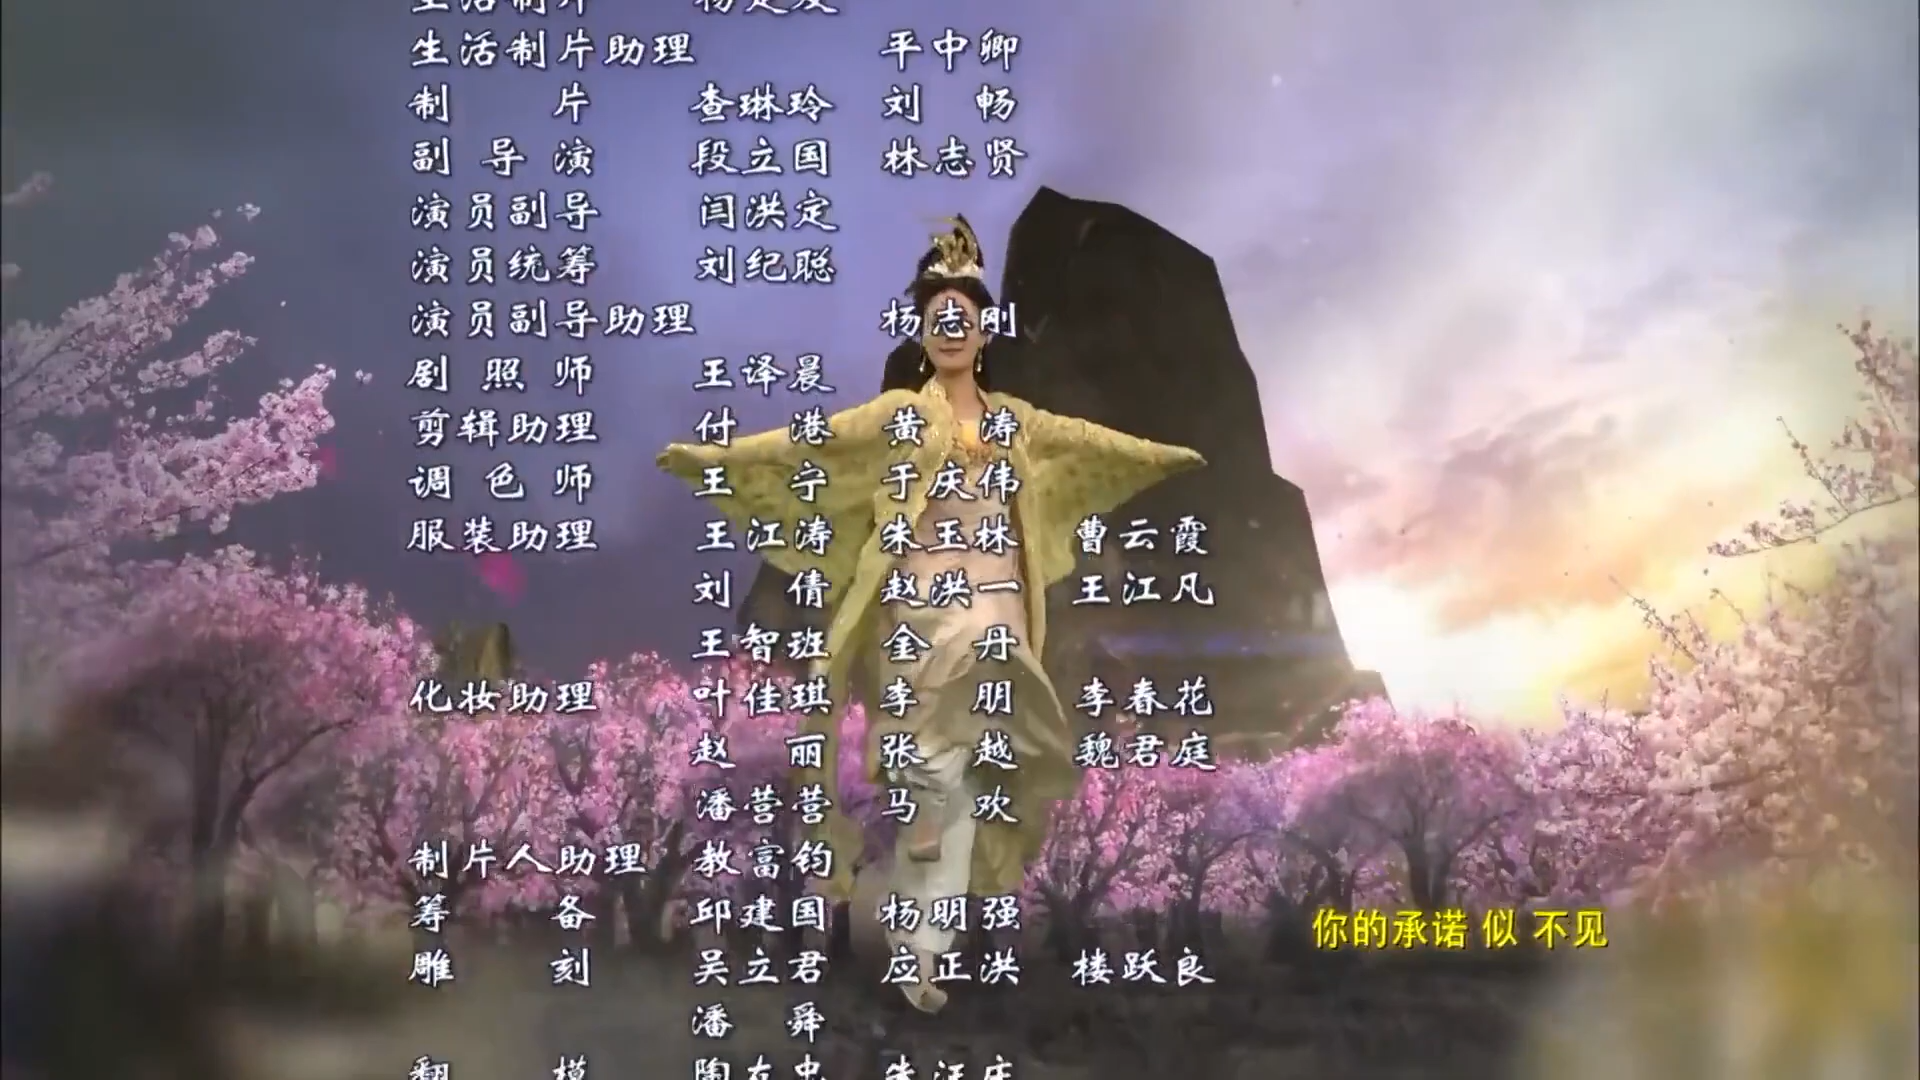 生活制片助理 平中卿
制片 查琳玲 刘畅
副导演 段立国 林志贤
演员副导 闫洪定
演员统筹 刘纪聪
演员副导助理 杨志刚
剧照师 王译晨
剪辑助理 付港 黄涛
调色师 王宁 于庆伟
服装助理 王江涛 朱玉林 曹云霞
刘倩 赵洪一 王江凡
王智班 金丹
化妆助理 叶佳琪 李朋 李春花
赵丽 张越 魏君庭
潘营营 马欢
制片人助理 教富钧
筹备 邱建国 杨明强
你的承诺 似 不见
雕刻 吴立君 应正洪 楼跃良
潘舜